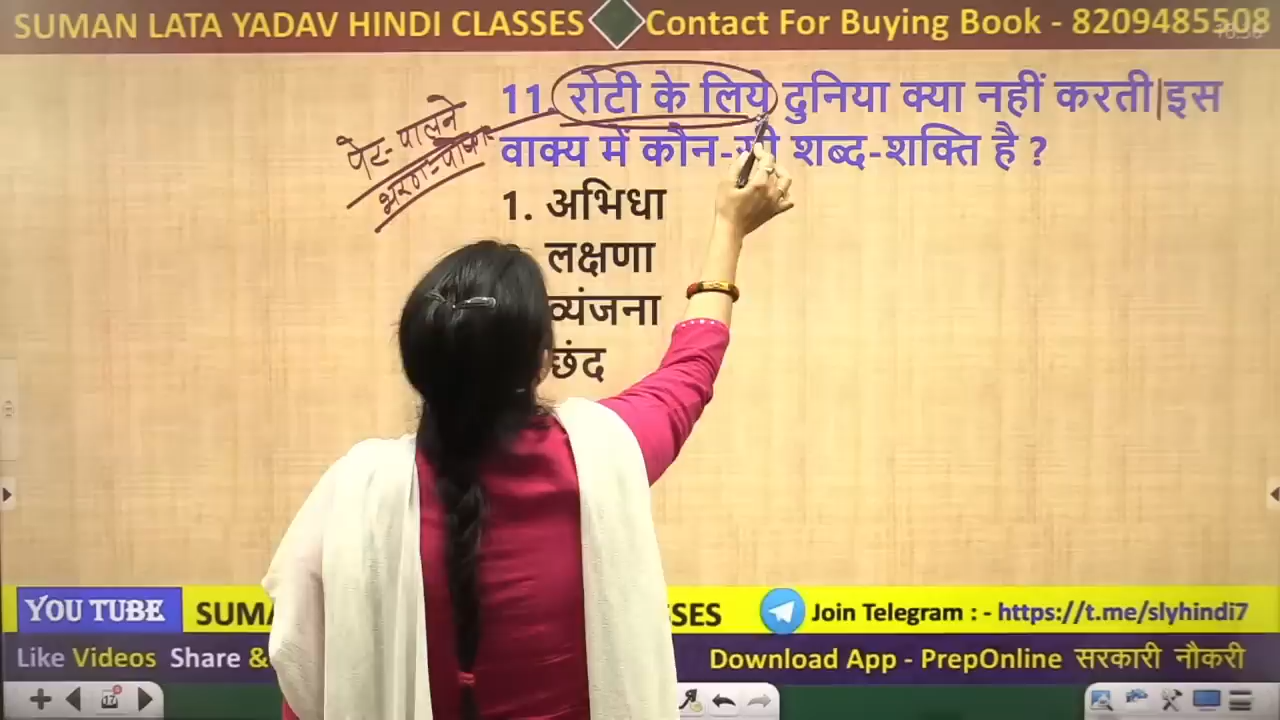 SUMAN LATA YADAV HINDI CLASSES Contact For Buying Book - 8209485508
11. रोटी के लिये दुनिया क्या नहीं करती|इस
वाक्य में कौन-सी शब्द-शक्ति है ?
पेट-पालने
भरण-पोषण
1. अभिधा
लक्षणा
व्यंजना
छंद
YOU TUBE SUMA SSES Join Telegram : - https://t.me/slyhindi7
Like Videos Share & Download App - PrepOnline सरकारी नौकरी
17